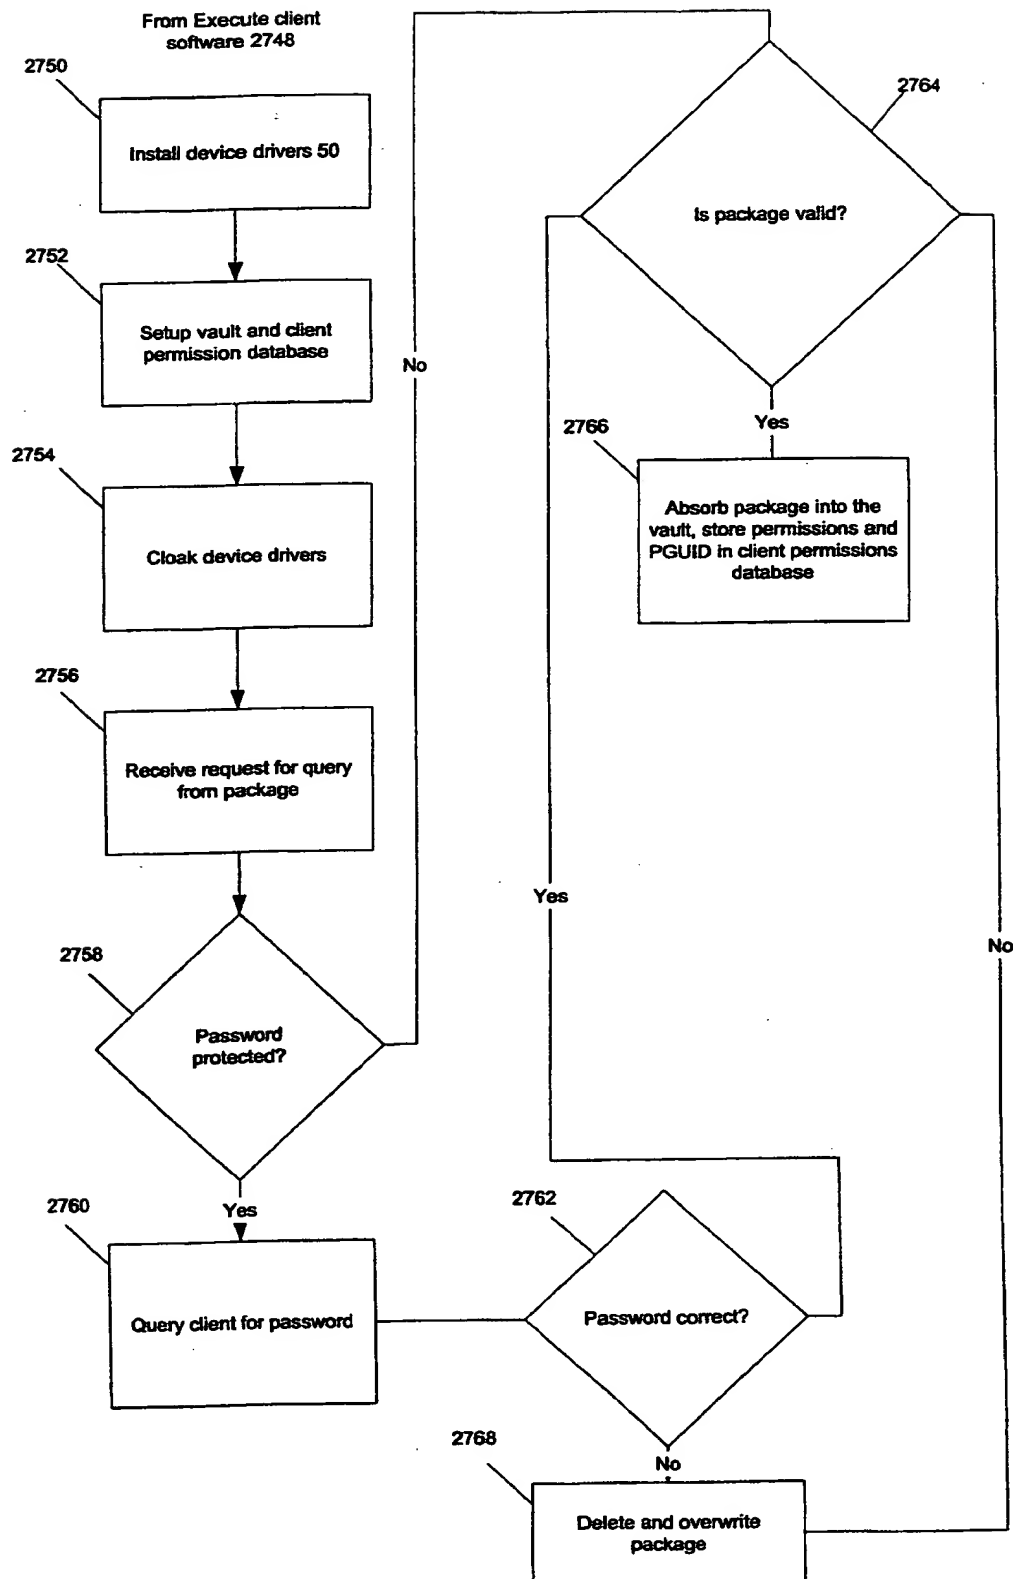 From Execute client
software 2748
2750
Install device drivers 50
2752
Setup vault and client
permission database
2754
Cloak device drivers
2756
Receive request for query
from package
2758
Password
protected?
No
Yes
2760
Query client for password
2762
Password correct?
Yes
No
2764
Is package valid?
Yes
No
2766
Absorb package into the
vault, store permissions and
PGUID in client permissions
database
2768
Delete and overwrite
package